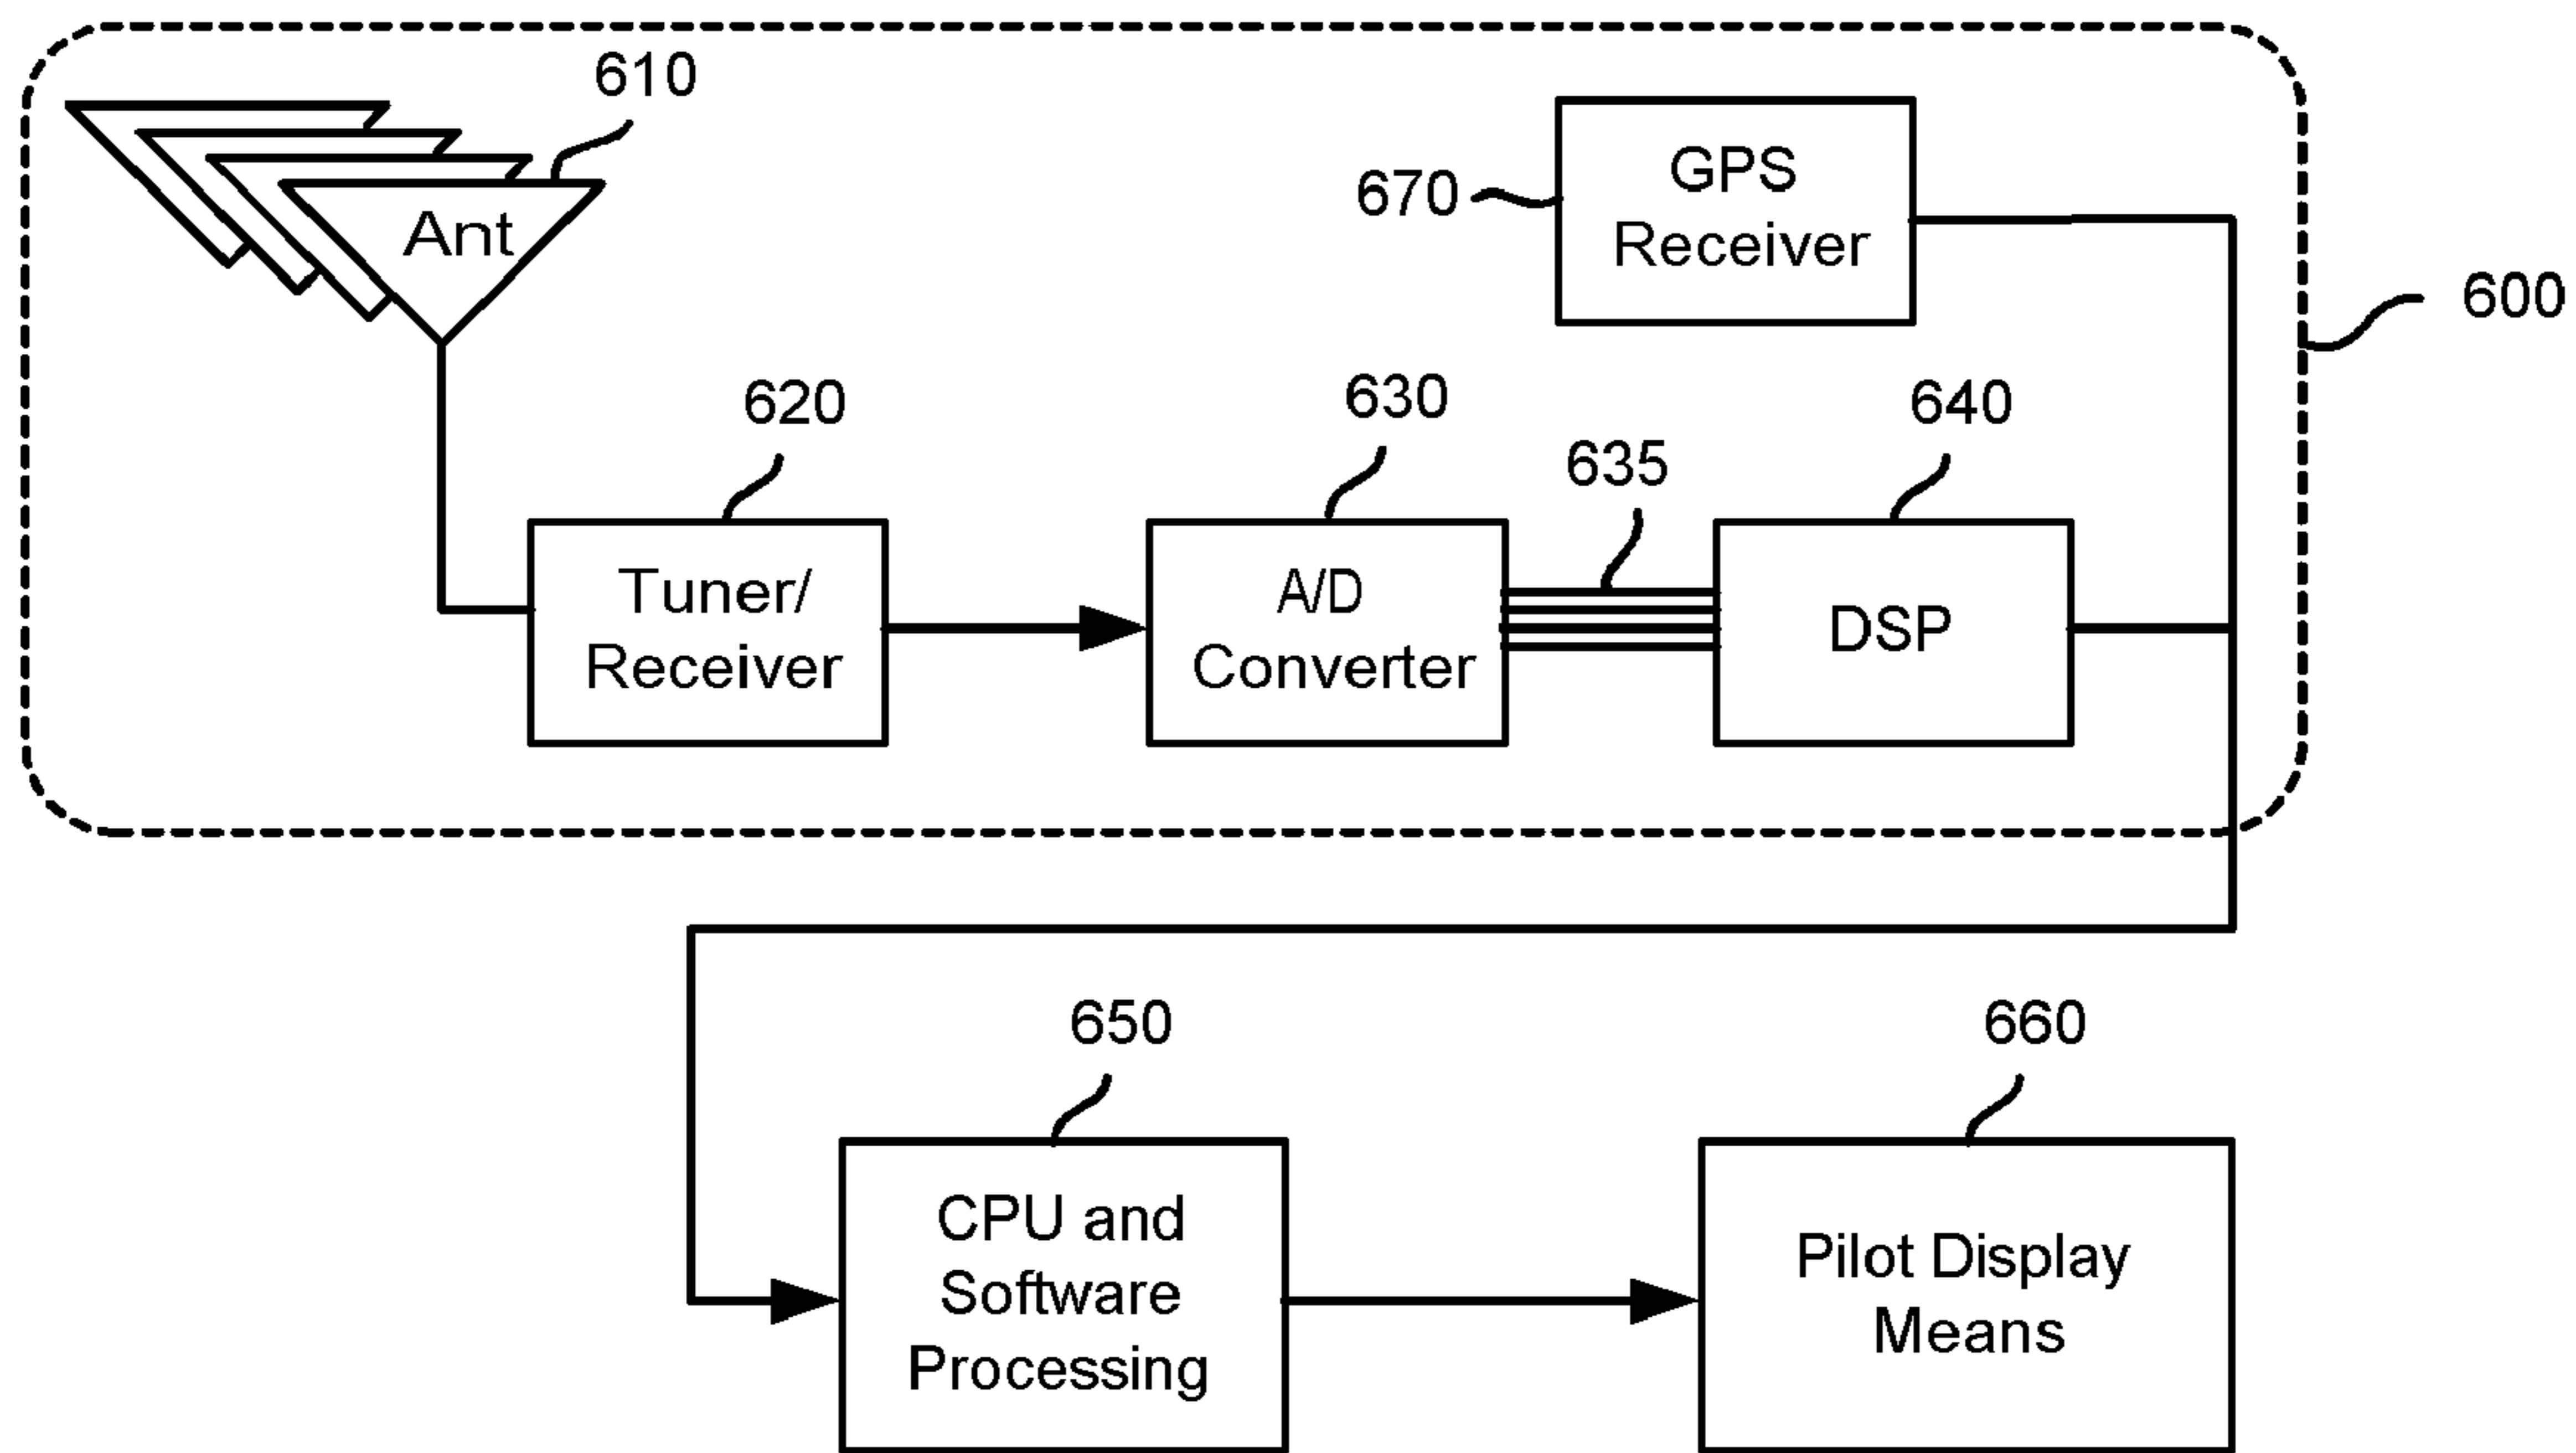 610
Ant
670
GPS
Receiver
600
620
630
635
640
Tuner/
Receiver
A/D
Converter
DSP
650
660
CPU and
Software
Processing
Pilot Display
Means